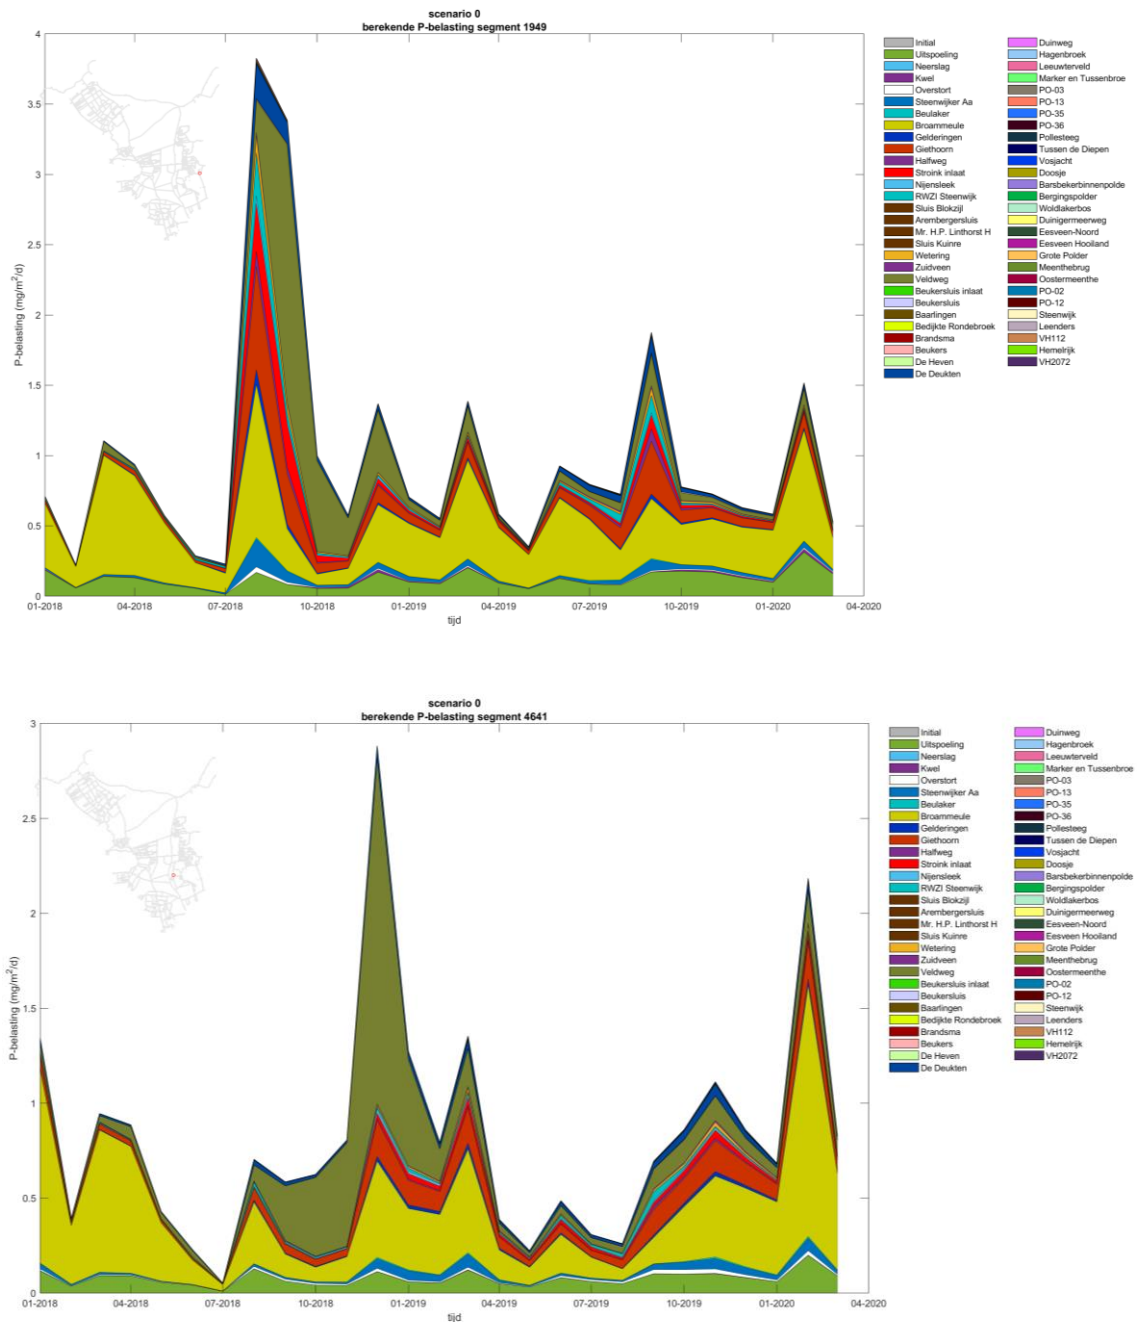 scenario 0
berekende P-belasting segment 1949
4
3.5
3
2.5
2
1.5
1
0.5
0
P-belasting (mg/m²/d)
01-2018 04-2018 07-2018 10-2018 01-2019 04-2019 07-2019 10-2019 01-2020 04-2020
tijd
Initial
Uitspoeling
Neerslag
Kwel
Overstort
Steenwijker Aa
Beulaker
Broammeule
Gelderingen
Giethoorn
Halfweg
Stroink inlaat
Nijensleek
RWZI Steenwijk
Sluis Blokzijl
Arembergersluis
Mr. H.P. Linthorst H
Sluis Kuinre
Wetering
Zuidveen
Veldweg
Beukersluis inlaat
Beukersluis
Baarlingen
Bedijkte Rondebroek
Brandsma
Beukers
De Heven
De Deukten
Duinweg
Hagenbroek
Leeuwterveld
Marker en Tussenbroe
PO-03
PO-13
PO-35
PO-36
Pollesteeg
Tussen de Diepen
Vosjacht
Doosje
Barsbekerbinnenpolde
Bergingspolder
Woldlakerbos
Duinigermeerweg
Eesveen-Noord
Eesveen Hooiland
Grote Polder
Meenthebrug
Oostermeenthe
PO-02
PO-12
Steenwijk
Leenders
VH112
Hemelrijk
VH2072
scenario 0
berekende P-belasting segment 4641
3
2.5
2
1.5
1
0.5
0
P-belasting (mg/m²/d)
01-2018 04-2018 07-2018 10-2018 01-2019 04-2019 07-2019 10-2019 01-2020 04-2020
tijd
Initial
Uitspoeling
Neerslag
Kwel
Overstort
Steenwijker Aa
Beulaker
Broammeule
Gelderingen
Giethoorn
Halfweg
Stroink inlaat
Nijensleek
RWZI Steenwijk
Sluis Blokzijl
Arembergersluis
Mr. H.P. Linthorst H
Sluis Kuinre
Wetering
Zuidveen
Veldweg
Beukersluis inlaat
Beukersluis
Baarlingen
Bedijkte Rondebroek
Brandsma
Beukers
De Heven
De Deukten
Duinweg
Hagenbroek
Leeuwterveld
Marker en Tussenbroe
PO-03
PO-13
PO-35
PO-36
Pollesteeg
Tussen de Diepen
Vosjacht
Doosje
Barsbekerbinnenpolde
Bergingspolder
Woldlakerbos
Duinigermeerweg
Eesveen-Noord
Eesveen Hooiland
Grote Polder
Meenthebrug
Oostermeenthe
PO-02
PO-12
Steenwijk
Leenders
VH112
Hemelrijk
VH2072